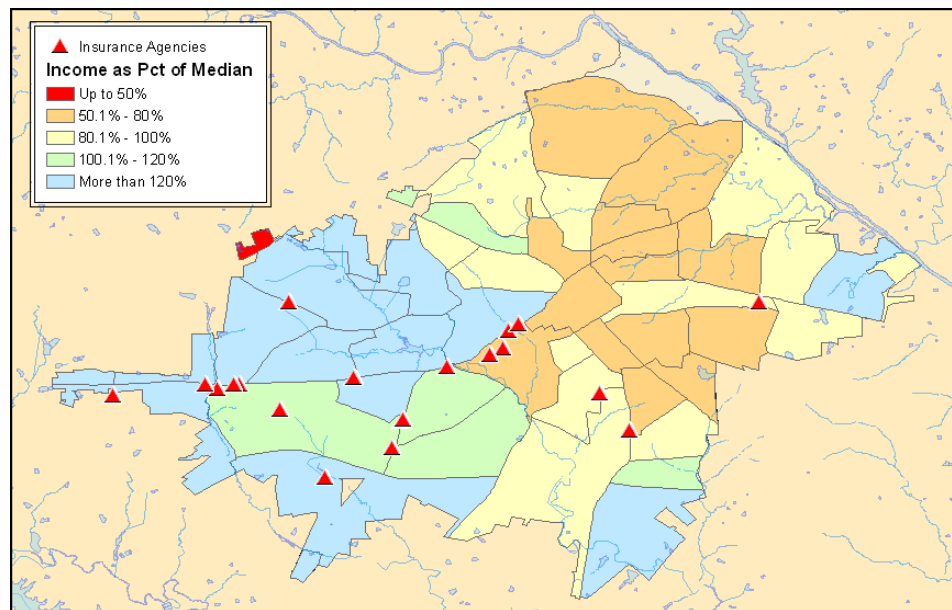 Insurance Agencies
Income as Pct of Median
Up to 50%
50.1% - 80%
80.1% - 100%
100.1% - 120%
More than 120%